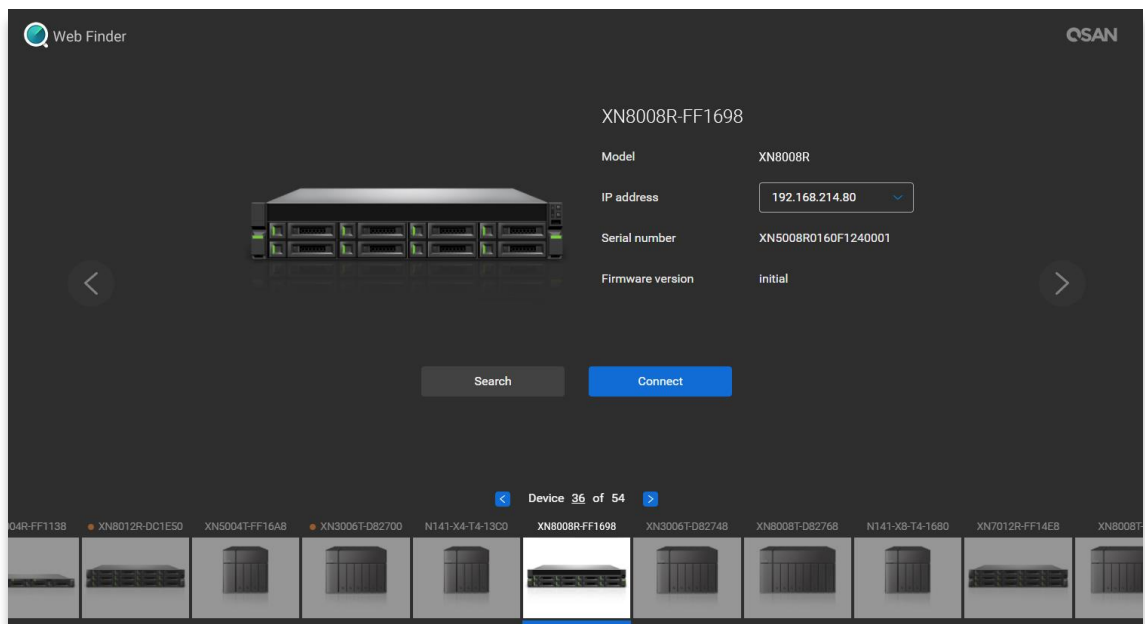 Web Finder
QSAN
XN8008R-FF1698
Model XN8008R
IP address 192.168.214.80
Serial number XN5008R0160F1240001
Firmware version initial
Search Connect
Device 36 of 54
04R-FF1138 XN8012R-DC1E50 XN5004T-FF16A8 XN3006T-D82700 N141-X4-T4-13C0 XN8008R-FF1698 XN3006T-D82748 XN8008T-D82768 N141-X8-T4-1680 XN7012R-FF14E8 XN8008T-